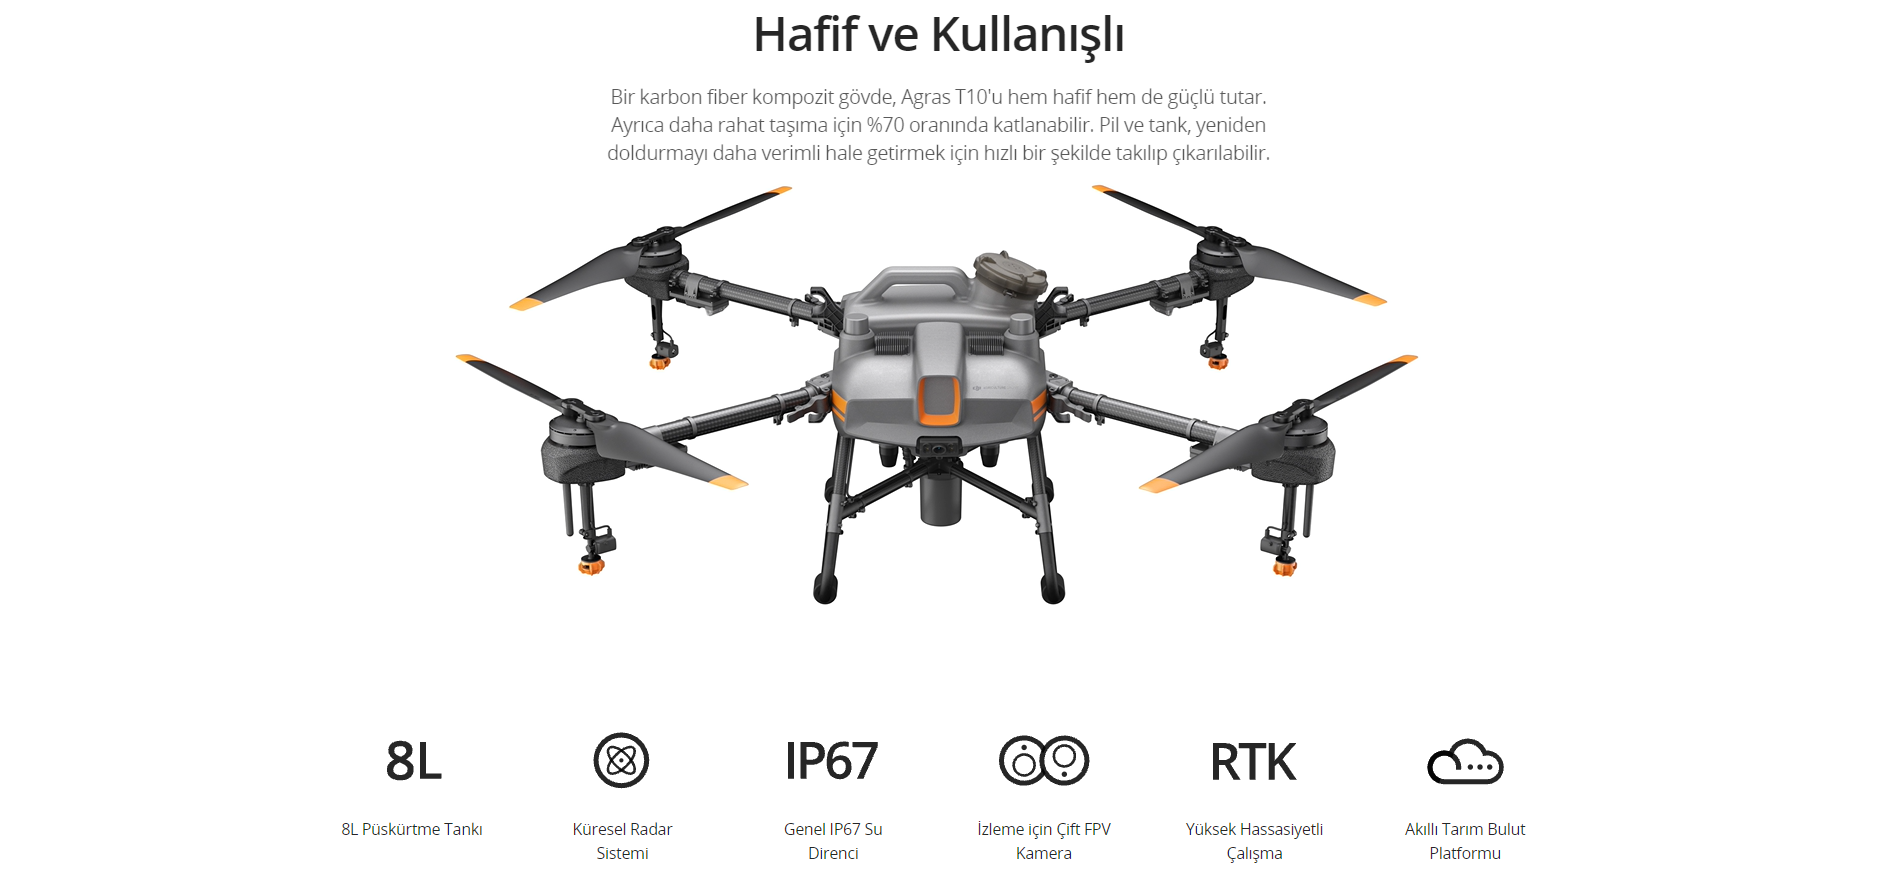 Hafif ve Kullanışlı
Bir karbon fiber kompozit gövde, Agras T10'u hem hafif hem de güçlü tutar.
Ayrıca daha rahat taşıma için %70 oranında katlanabilir. Pil ve tank, yeniden
doldurmayı daha verimli hale getirmek için hızlı bir şekilde takılıp çıkarılabilir.
8L
IP67
RTK
8L Püskürtme Tankı
Küresel Radar
Sistemi
Genel IP67 Su
Direnci
İzleme için Çift FPV
Kamera
Yüksek Hassasiyetli
Çalışma
Akıllı Tarım Bulut
Platformu